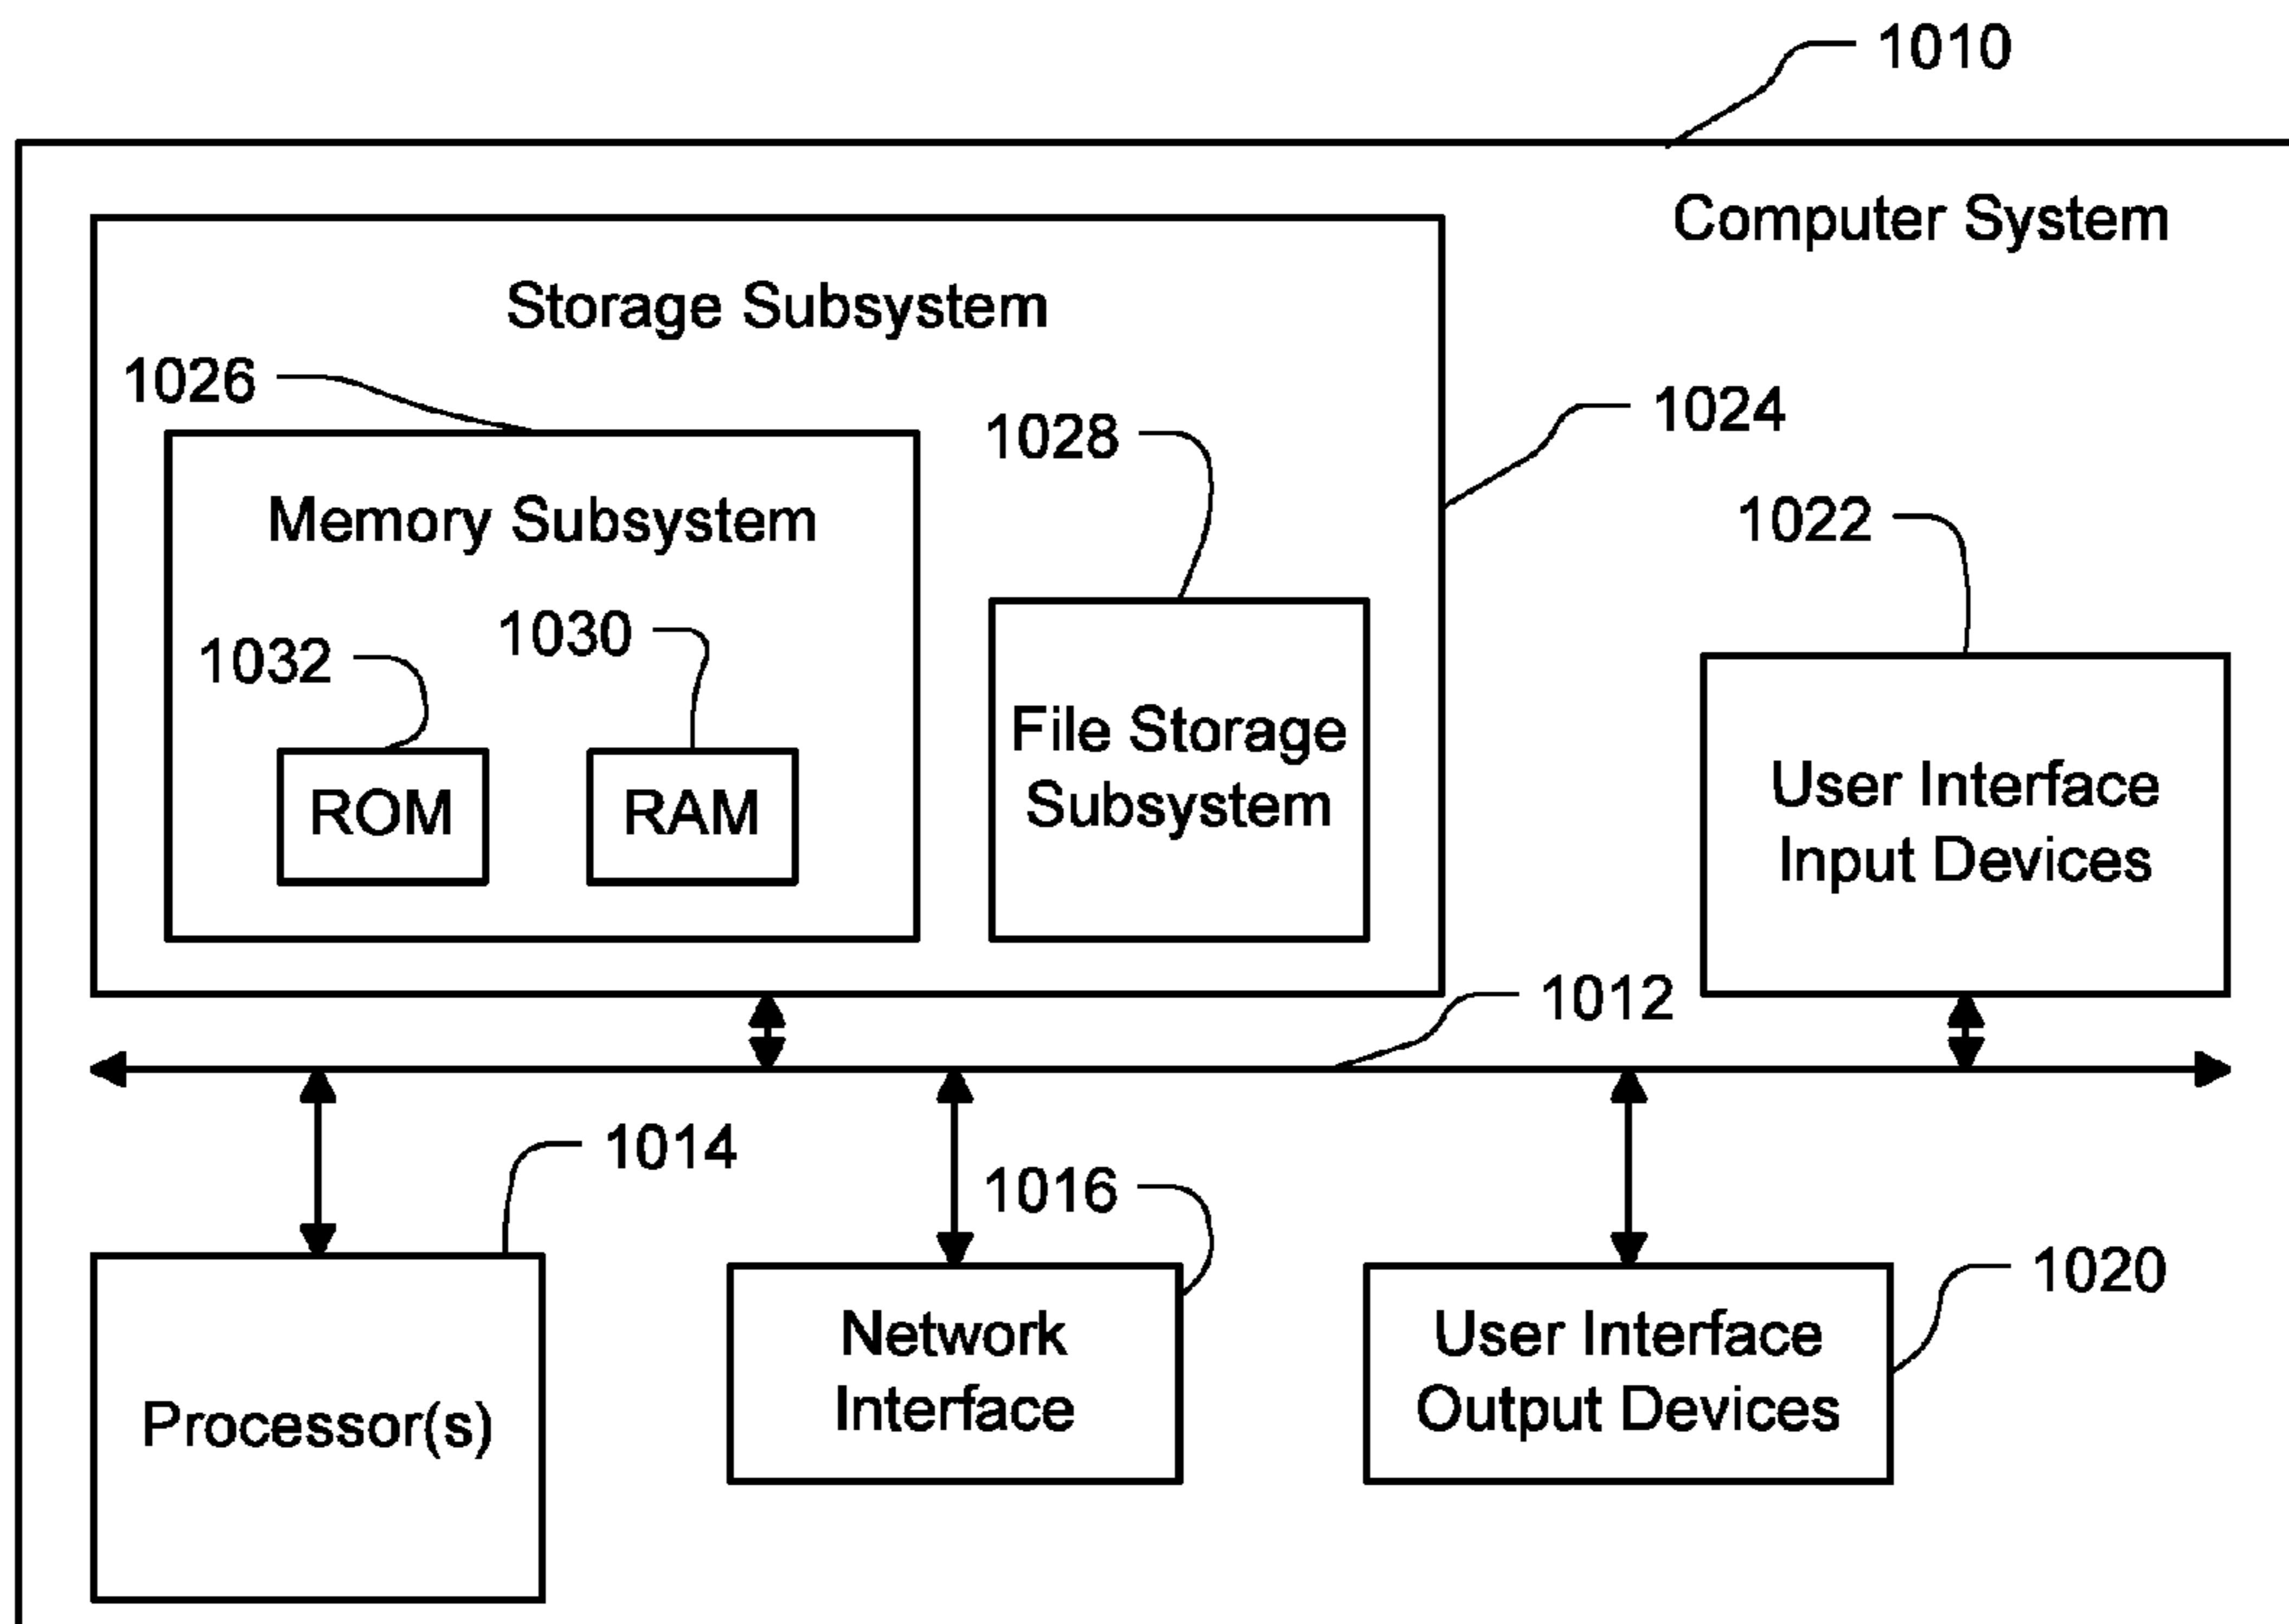 1010
Computer System
Storage Subsystem
1026
1024
1028
Memory Subsystem
1022
1030
1032
File Storage
Subsystem
ROM
RAM
User Interface
Input Devices
1012
1014
1016
1020
Network
Interface
User Interface
Output Devices
Processor(s)